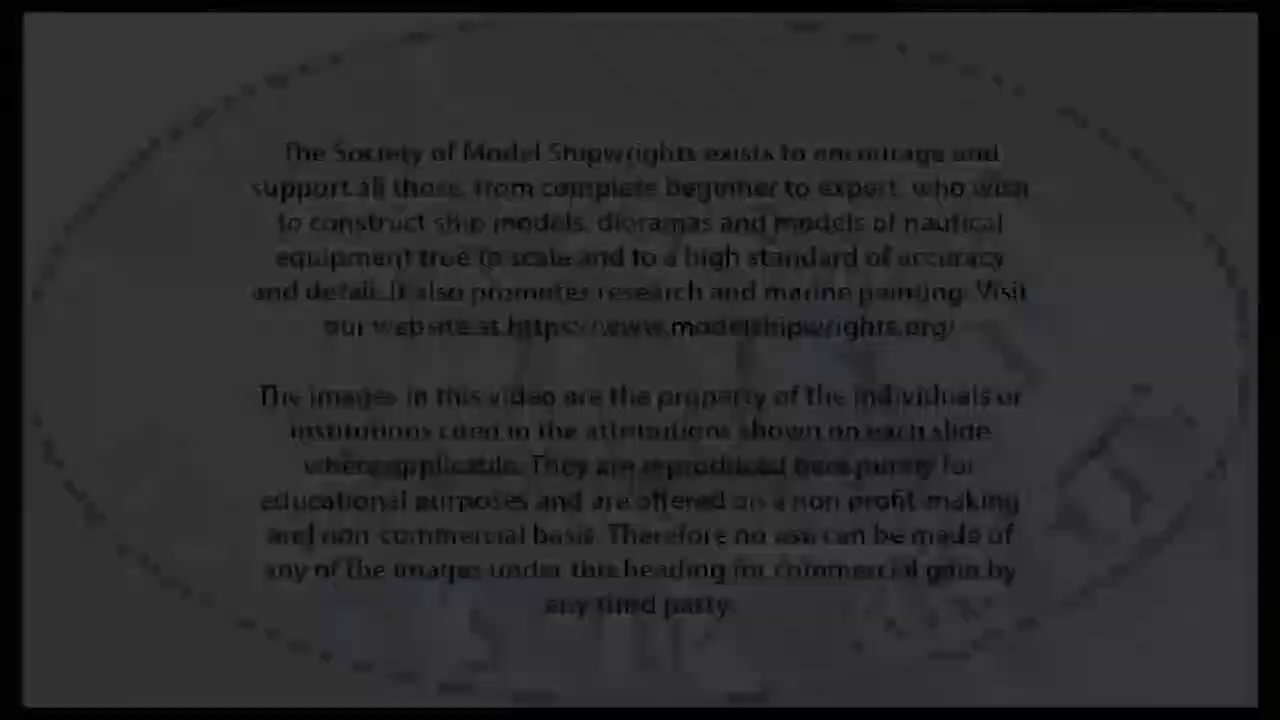 The Society of Model Shipwrights exists to encourage and
support all those, from complete beginner to expert, who wish
to construct ship models, dioramas and models of nautical
equipment true to scale and to a high standard of accuracy
and detail. It also promotes research and marine painting. Visit
our website at https://www.modelshipwrights.org/
The images in this video are the property of the individuals or
institutions cited in the attributions shown on each slide
where applicable. They are reproduced here purely for
educational purposes and are offered on a non profit-making
and non-commercial basis. Therefore no use can be made of
any of the images under this heading for commercial gain by
any third party.